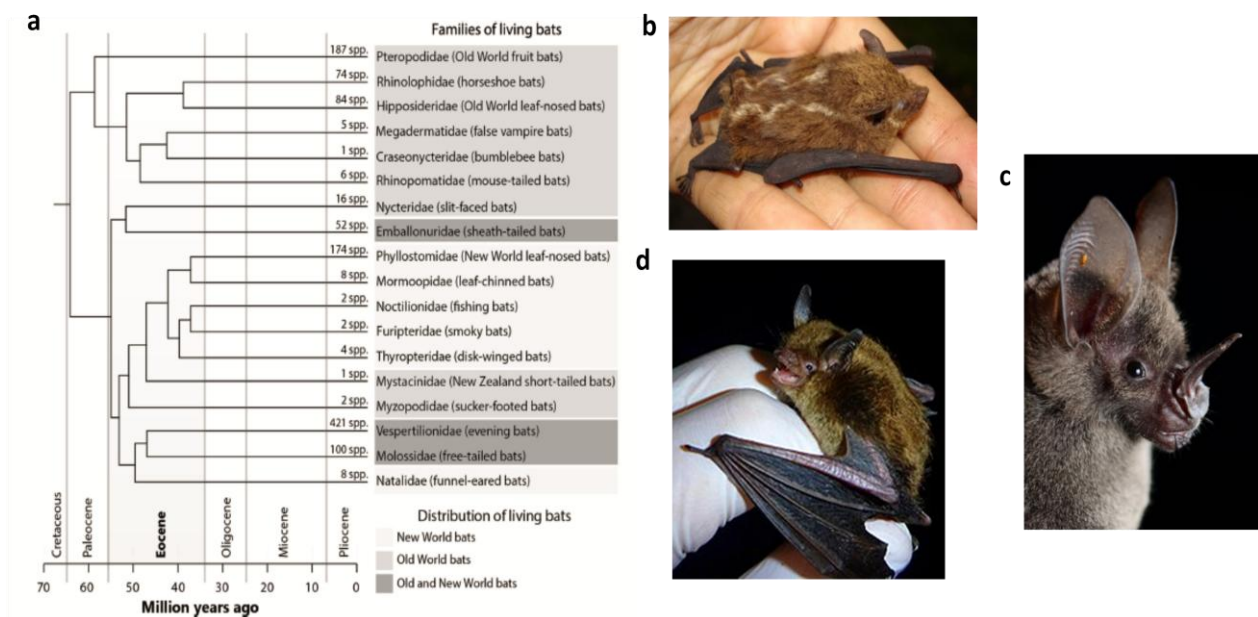 a
Families of living bats
187 spp. Pteropodidae (Old World fruit bats)
74 spp. Rhinolophidae (horseshoe bats)
84 spp. Hipposideridae (Old World leaf-nosed bats)
5 spp. Megadermatidae (false vampire bats)
1 spp. Craseonycteridae (bumblebee bats)
6 spp. Rhinopomatidae (mouse-tailed bats)
16 spp. Nycteridae (slit-faced bats)
52 spp. Emballonuridae (sheath-tailed bats)
174 spp. Phyllostomidae (New World leaf-nosed bats)
8 spp. Mormoopidae (leaf-chinned bats)
2 spp. Noctilionidae (fishing bats)
2 spp. Furipteridae (smoky bats)
4 spp. Thyropteridae (disk-winged bats)
1 spp. Mystacinidae (New Zealand short-tailed bats)
2 spp. Myzopodidae (sucker-footed bats)
421 spp. Vespertilionidae (evening bats)
100 spp. Molossidae (free-tailed bats)
8 spp. Natalidae (funnel-eared bats)
Cretaceous
Paleocene
Eocene
Oligocene
Miocene
Pliocene
Distribution of living bats
New World bats
Old World bats
Old and New World bats
70 60 50 40 30 20 10 0
Million years ago
b
c
d